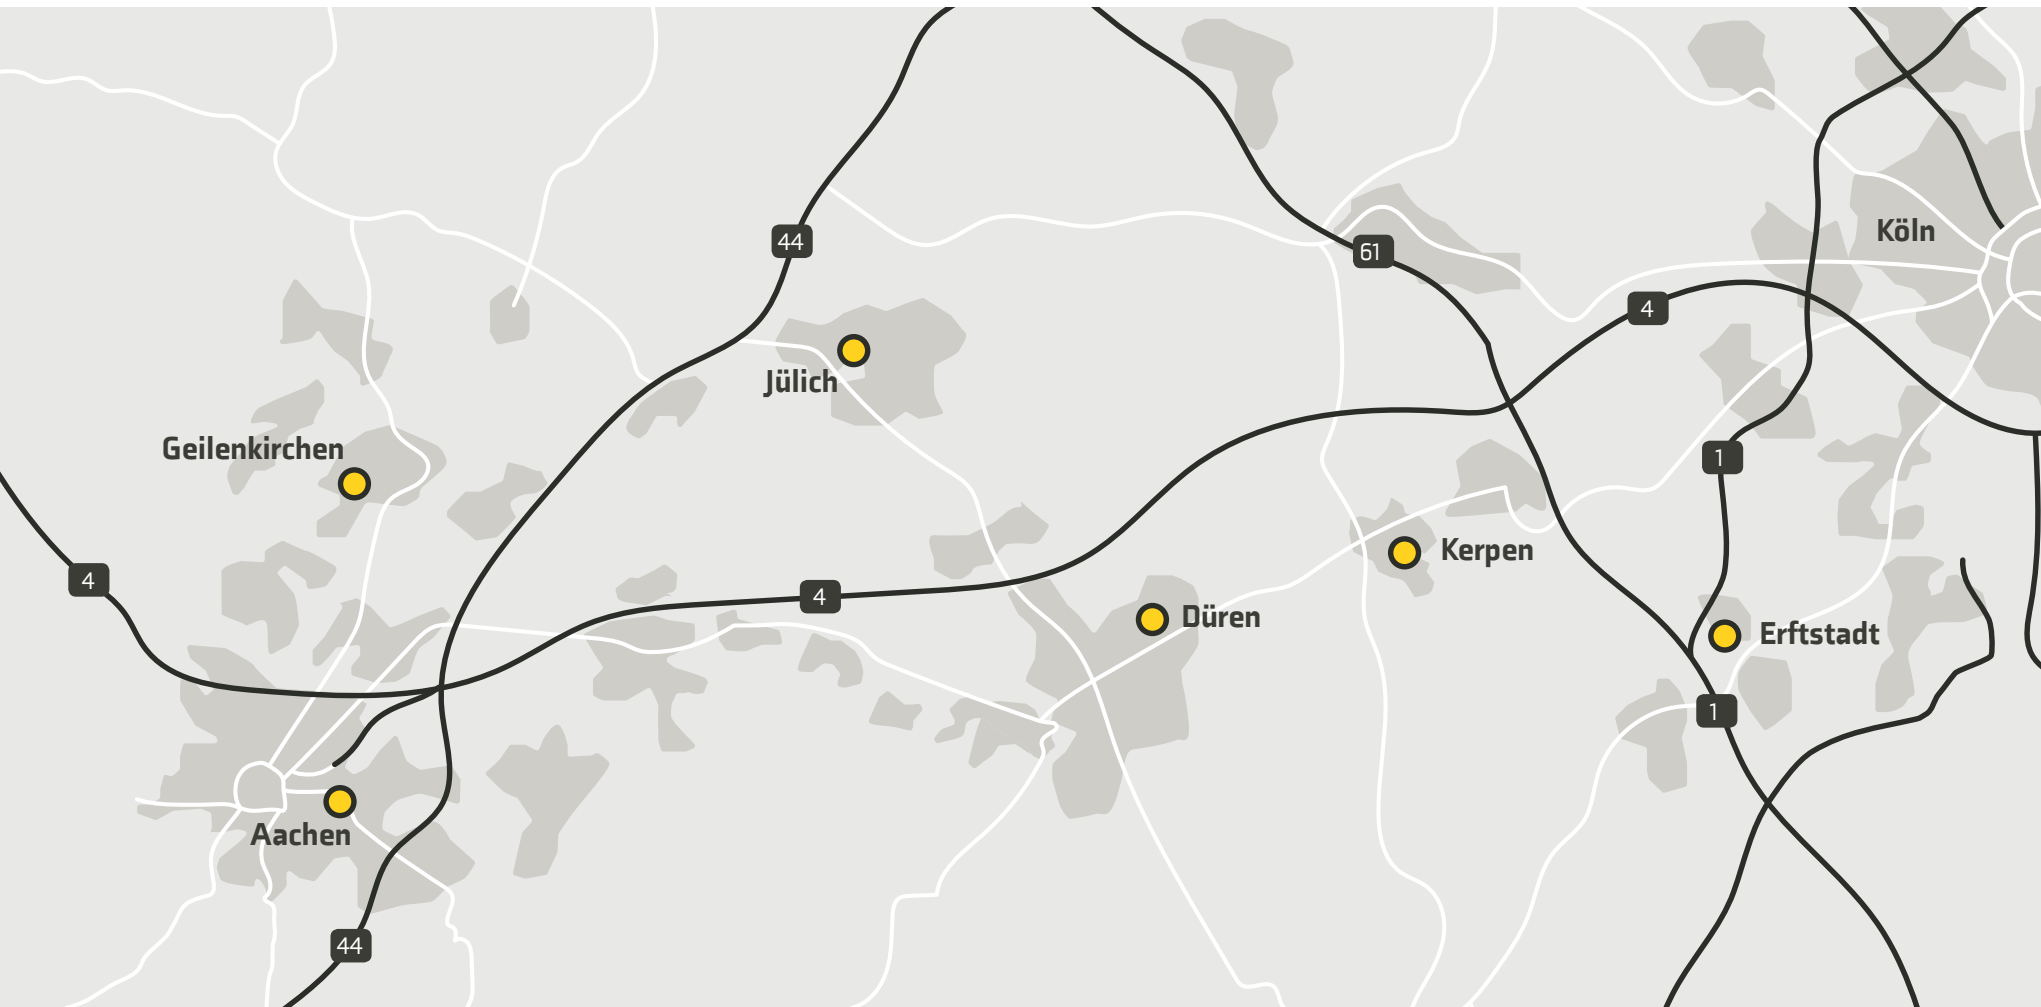 Köln
44
61
4
Jülich
Geilenkirchen
1
Kerpen
4
4
Düren
Erftstadt
1
Aachen
44